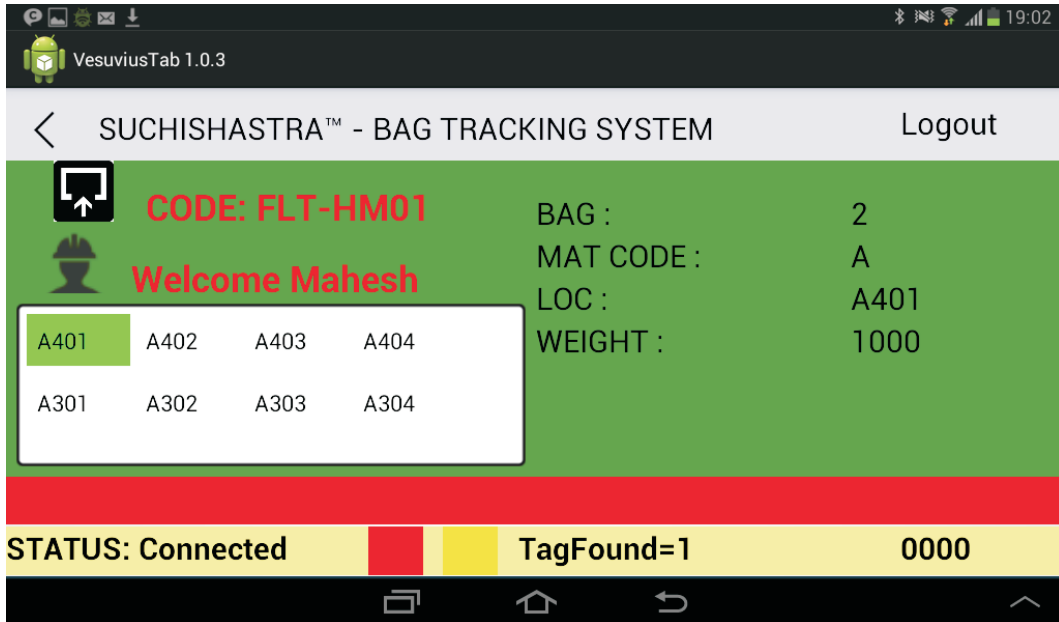 19:02
VesuviusTab 1.0.3
SUCHISHASTRA™ - BAG TRACKING SYSTEM
Logout
CODE: FLT-HM01
Welcome Mahesh
A401 A402 A403 A404
A301 A302 A303 A304
BAG : 2
MAT CODE : A
LOC : A401
WEIGHT : 1000
STATUS: Connected TagFound=1 0000